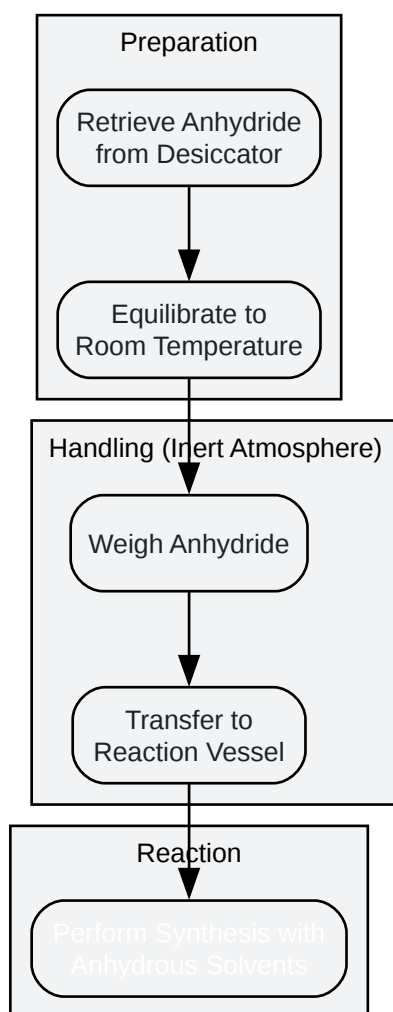 Preparation
Retrieve Anhydride
from Desiccator
Equilibrate to
Room Temperature
Handling (Inert Atmosphere)
Weigh Anhydride
Transfer to
Reaction Vessel
Reaction
Perform Synthesis with
Anhydrous Solvents